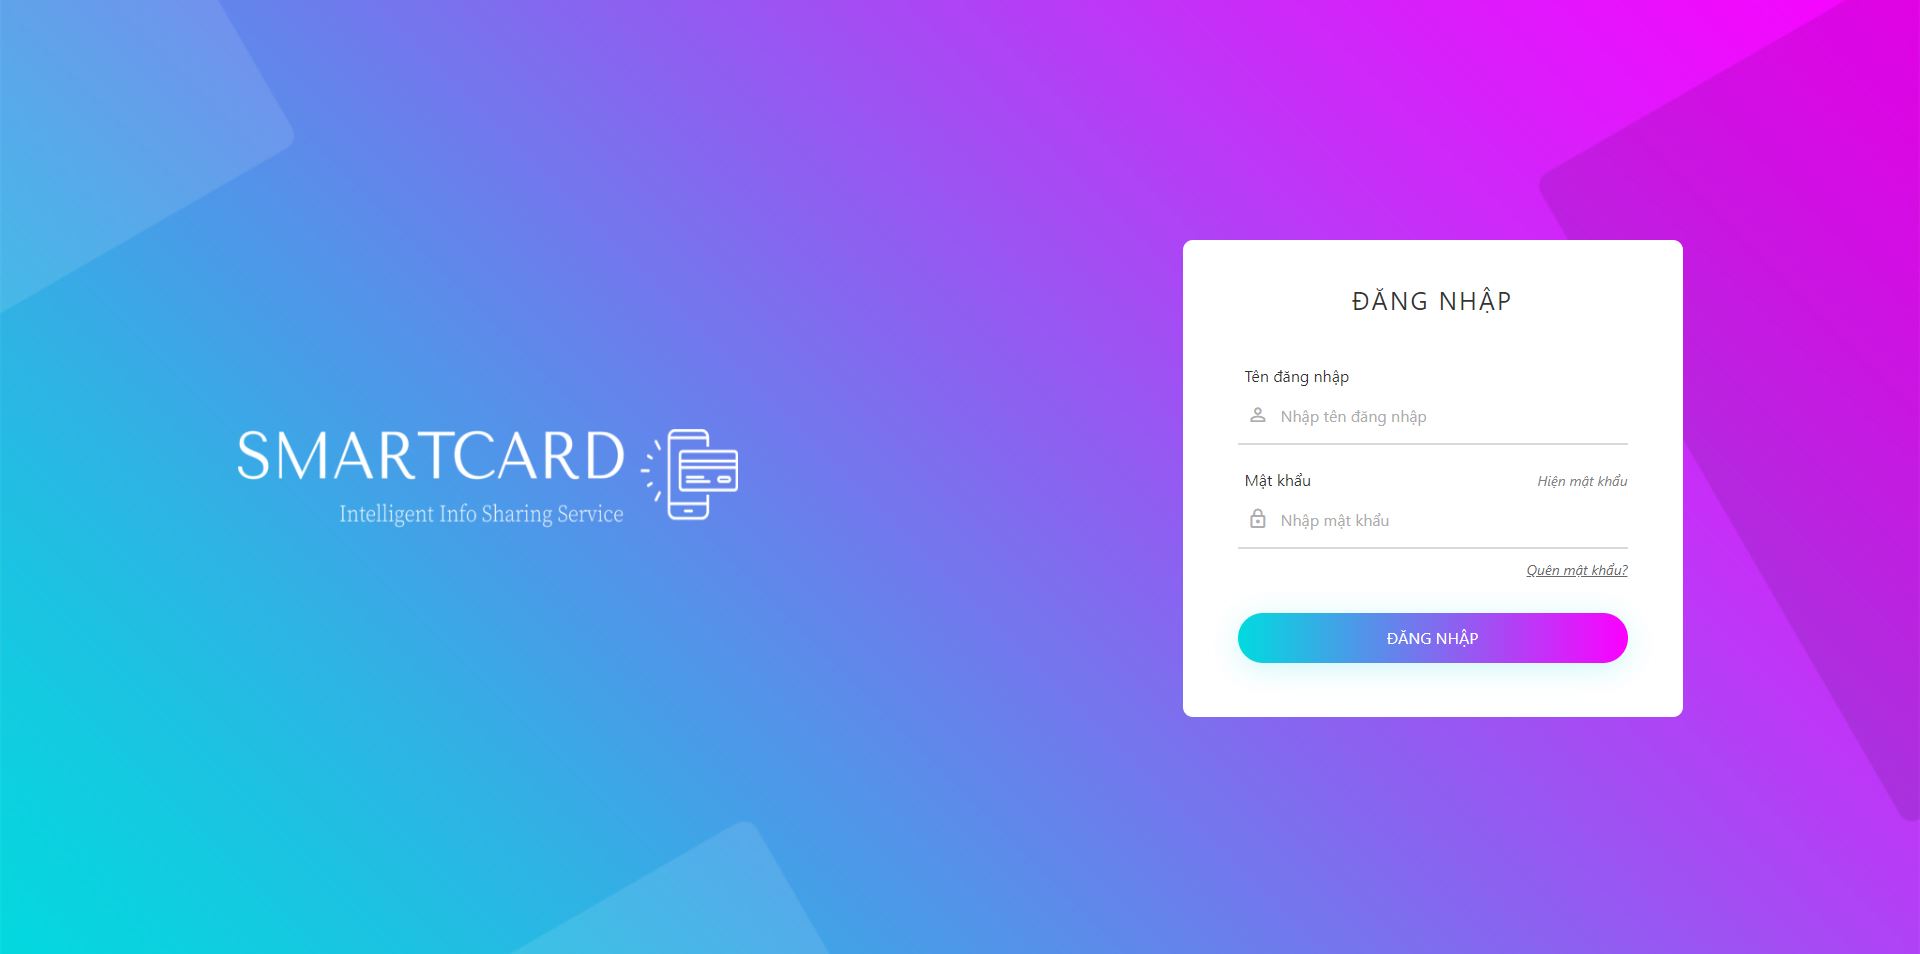 SMARTCARD
Intelligent Info Sharing Service
ĐĂNG NHẬP
Tên đăng nhập
Nhập tên đăng nhập
Mật khẩu
Hiện mật khẩu
Nhập mật khẩu
Quên mật khẩu?
ĐĂNG NHẬP